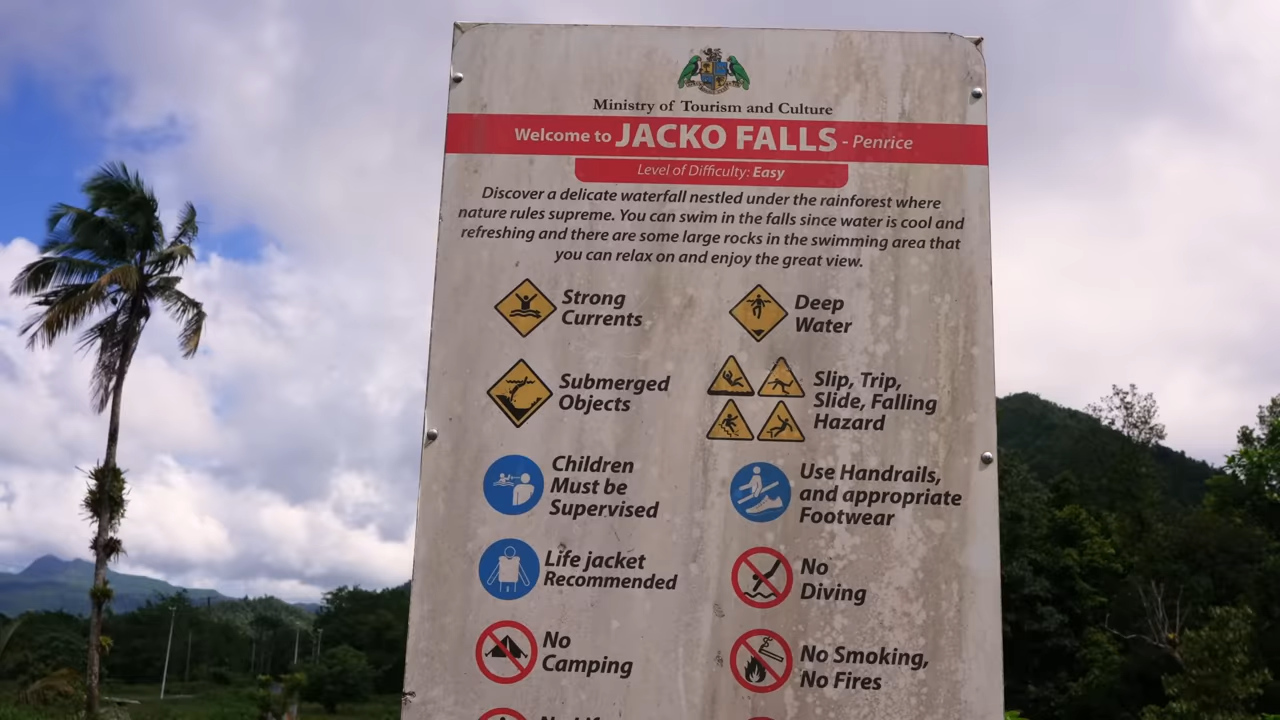 Ministry of Tourism and Culture
Welcome to JACKO FALLS - Penrice
Level of Difficulty: Easy
Discover a delicate waterfall nestled under the rainforest where
nature rules supreme. You can swim in the falls since water is cool and
refreshing and there are some large rocks in the swimming area that
you can relax on and enjoy the great view.
Strong
Currents
Deep
Water
Submerged
Objects
Slip, Trip,
Slide, Falling
Hazard
Children
Must be
Supervised
Use Handrails,
and appropriate
Footwear
Life jacket
Recommended
No
Diving
No
Camping
No Smoking,
No Fires